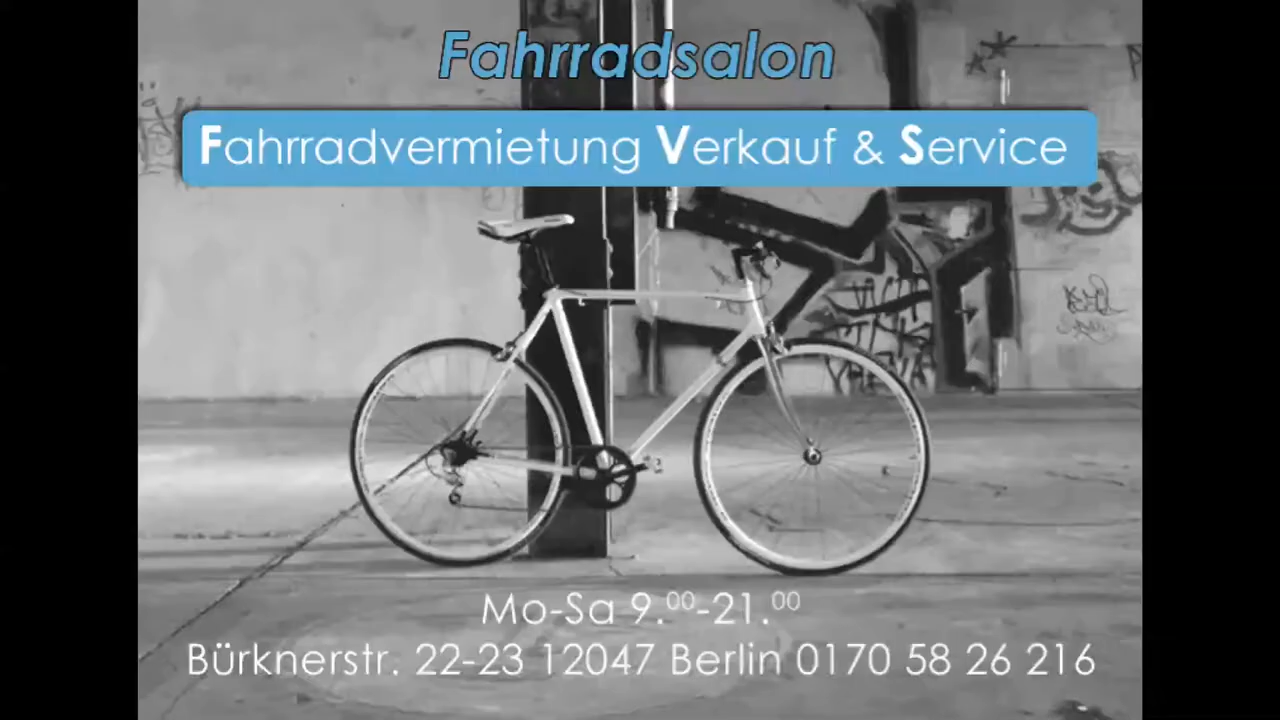 Fahrradsalon
Fahrradvermietung Verkauf & Service
Mo-Sa 9.00-21.00
Bürknerstr. 22-23 12047 Berlin 0170 58 26 216